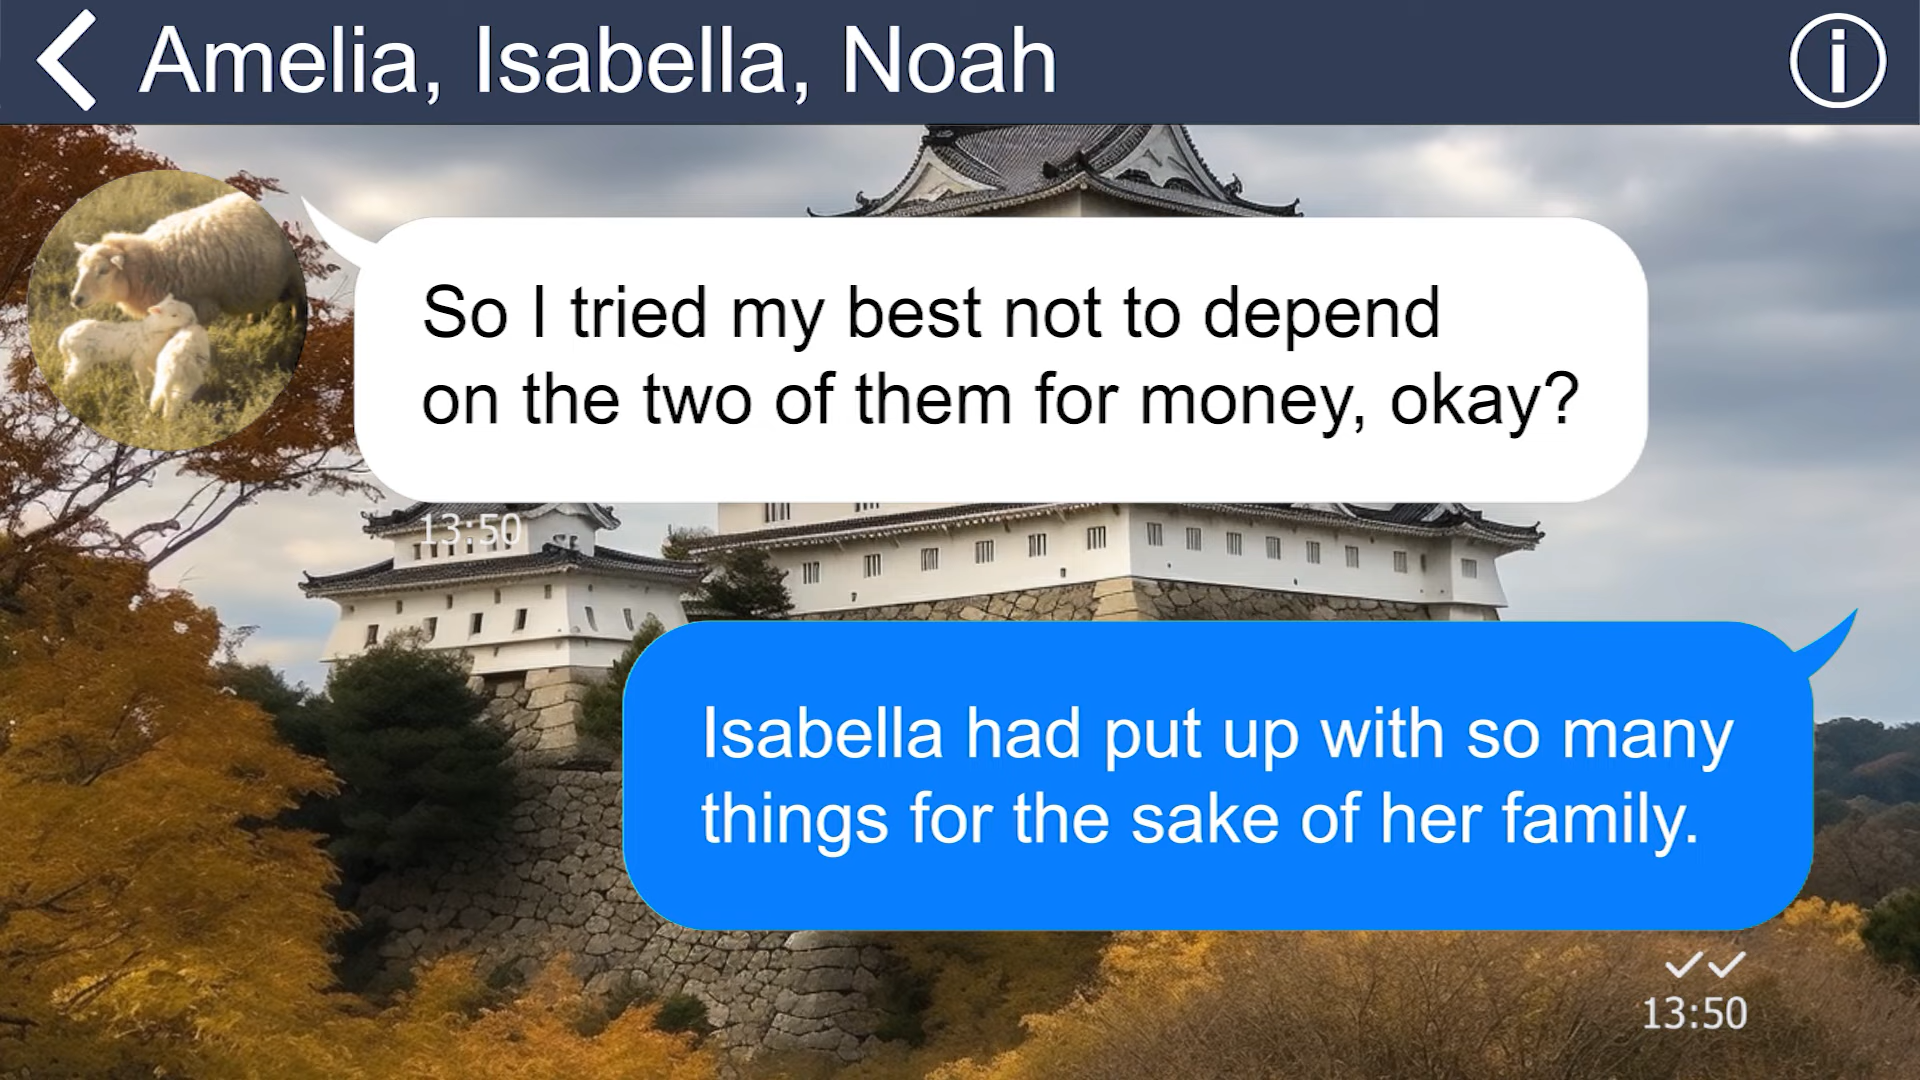 Amelia, Isabella, Noah
So I tried my best not to depend
on the two of them for money, okay?
13:50
Isabella had put up with so many
things for the sake of her family.
13:50